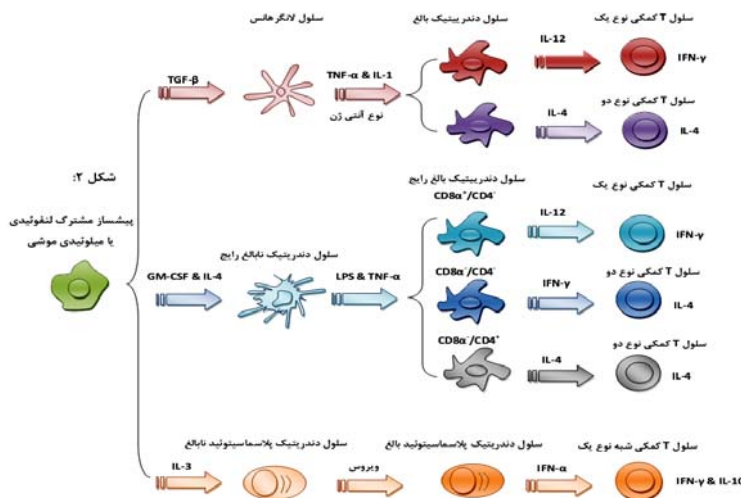 سلول لانگرهانس
سلول دندریتیک بالغ
سلول T کمکی نوع یک
TGF-β
TNF-α & IL-1
نوع آنتی ژن
IL-12
IFN-γ
سلول T کمکی نوع دو
IL-4
IL-4
شکل ۲:
پیشساز مشترک لنفوئیدی
یا میلوئیدی موشی
سلول دندریتیک بالغ رایج
سلول T کمکی نوع یک
CD8α⁺/CD4⁻
IL-12
IFN-γ
سلول دندریتیک نابالغ رایج
GM-CSF & IL-4
LPS & TNF-α
CD8α⁻/CD4⁻
IFN-γ
سلول T کمکی نوع دو
IL-4
CD8α⁻/CD4⁺
سلول T کمکی نوع دو
IL-4
IL-4
سلول دندریتیک پلاسماسیتوئید نابالغ
سلول دندریتیک پلاسماسیتوئید بالغ
سلول T کمکی شبه نوع یک
IL-3
ویروس
IFN-α
IFN-γ & IL-10